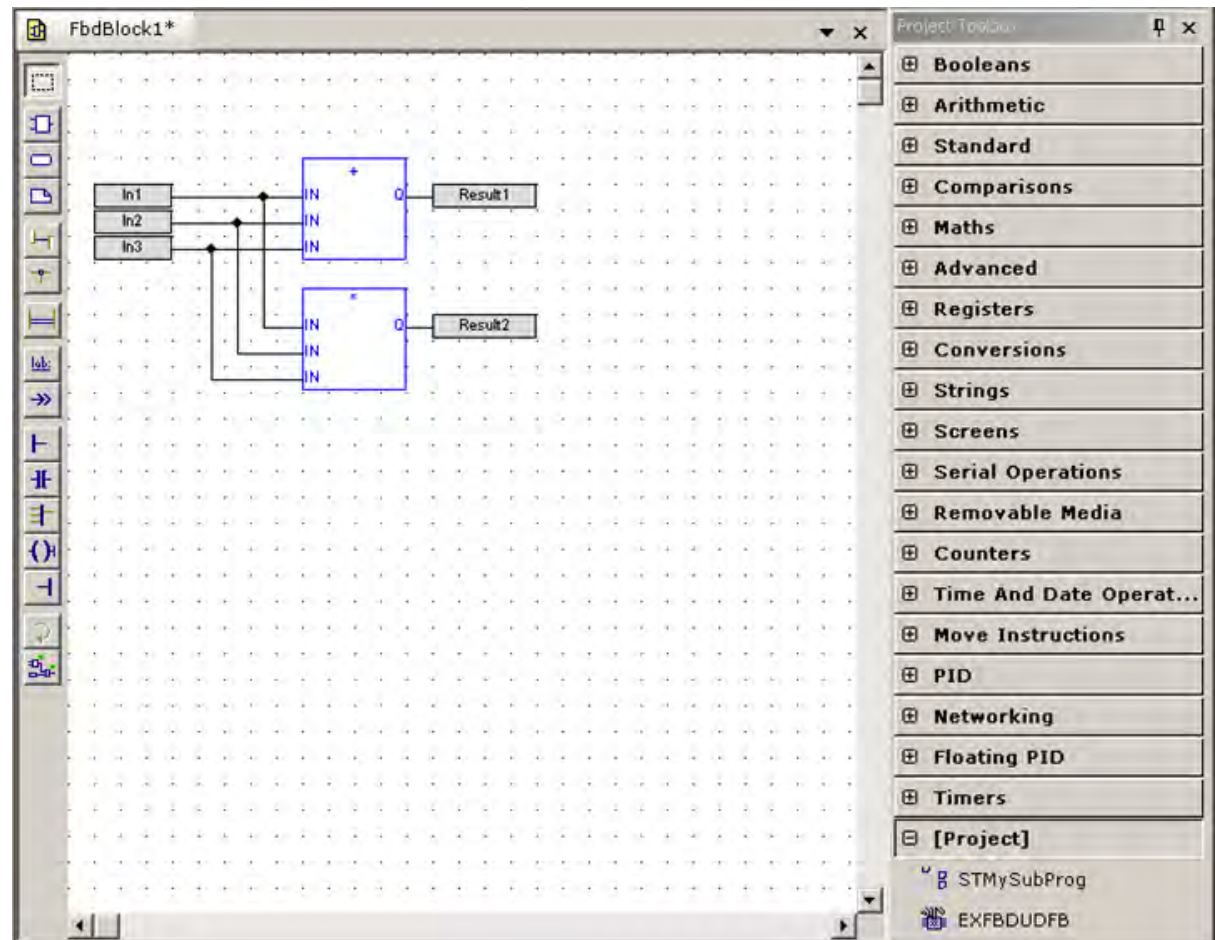 FbdBlock1*
Project Toolbox
Booleans
Arithmetic
Standard
Comparisons
Maths
Advanced
Registers
Conversions
Strings
Screens
Serial Operations
Removable Media
Counters
Time And Date Operat...
Move Instructions
PID
Networking
Floating PID
Timers
[Project]
STMySubProg
EXFBDUDFB
In1
In2
In3
+
IN Q
IN
IN
Result1
IN Q
IN
IN
Result2